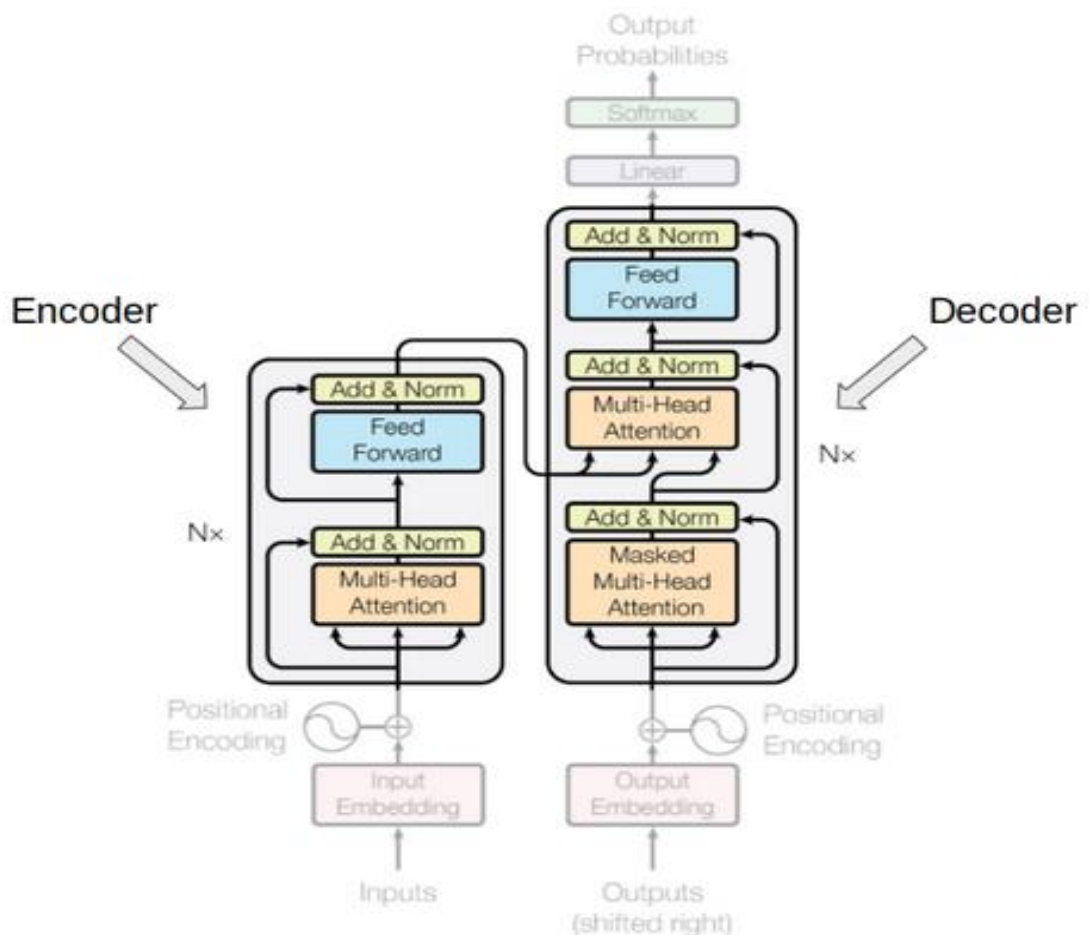 Output
Probabilities
Softmax
Linear
Add & Norm
Feed
Forward
Add & Norm
Multi-Head
Attention
Nx
Add & Norm
Masked
Multi-Head
Attention
Decoder
Encoder
Add & Norm
Feed
Forward
Nx
Add & Norm
Multi-Head
Attention
Positional
Encoding
Input
Embedding
Inputs
Positional
Encoding
Output
Embedding
Outputs
(shifted right)